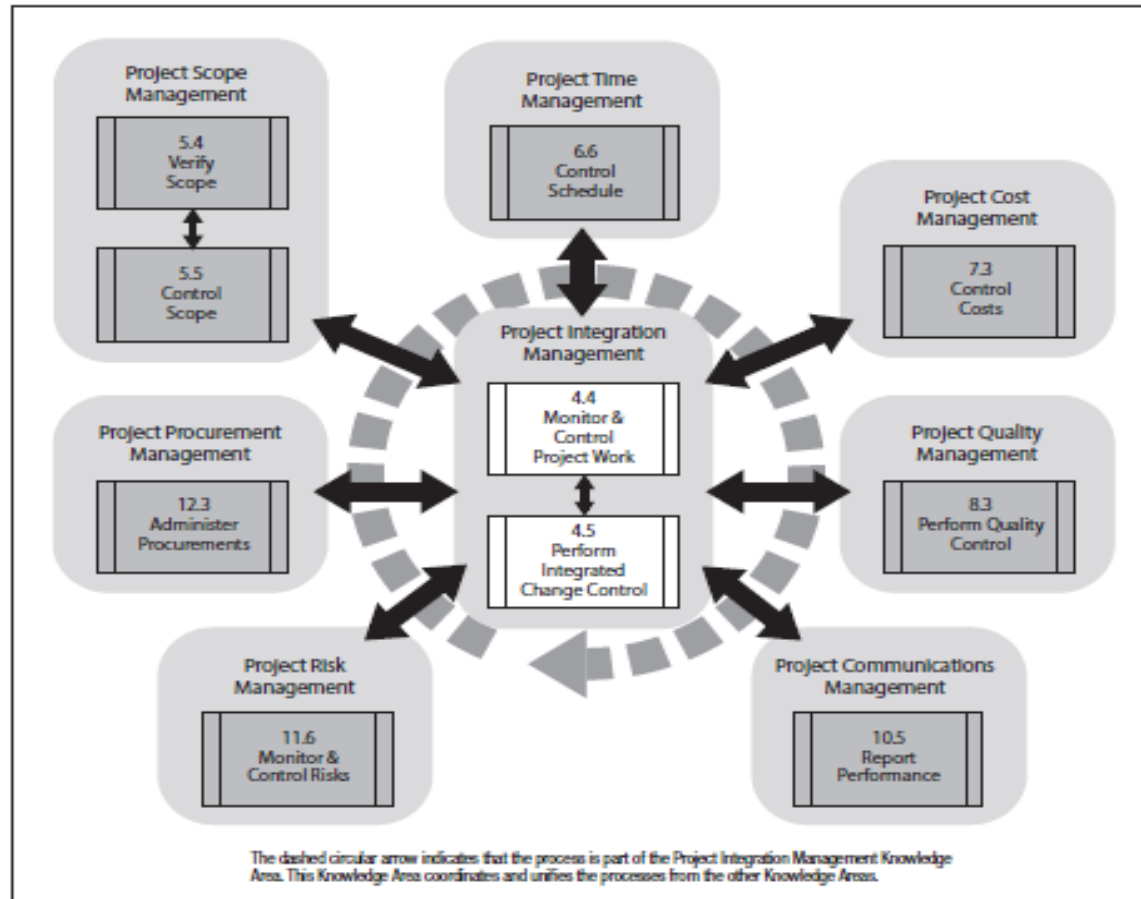 Project Scope
Management
5.4
Verify
Scope
5.5
Control
Scope
Project Time
Management
6.6
Control
Schedule
Project Cost
Management
7.3
Control
Costs
Project Integration
Management
4.4
Monitor &
Control
Project Work
4.5
Perform
Integrated
Change Control
Project Procurement
Management
12.3
Administer
Procurements
Project Quality
Management
8.3
Perform Quality
Control
Project Risk
Management
11.6
Monitor &
Control Risks
Project Communications
Management
10.5
Report
Performance
The dashed circular arrow indicates that the process is part of the Project Integration Management Knowledge
Area. This Knowledge Area coordinates and unifies the processes from the other Knowledge Areas.